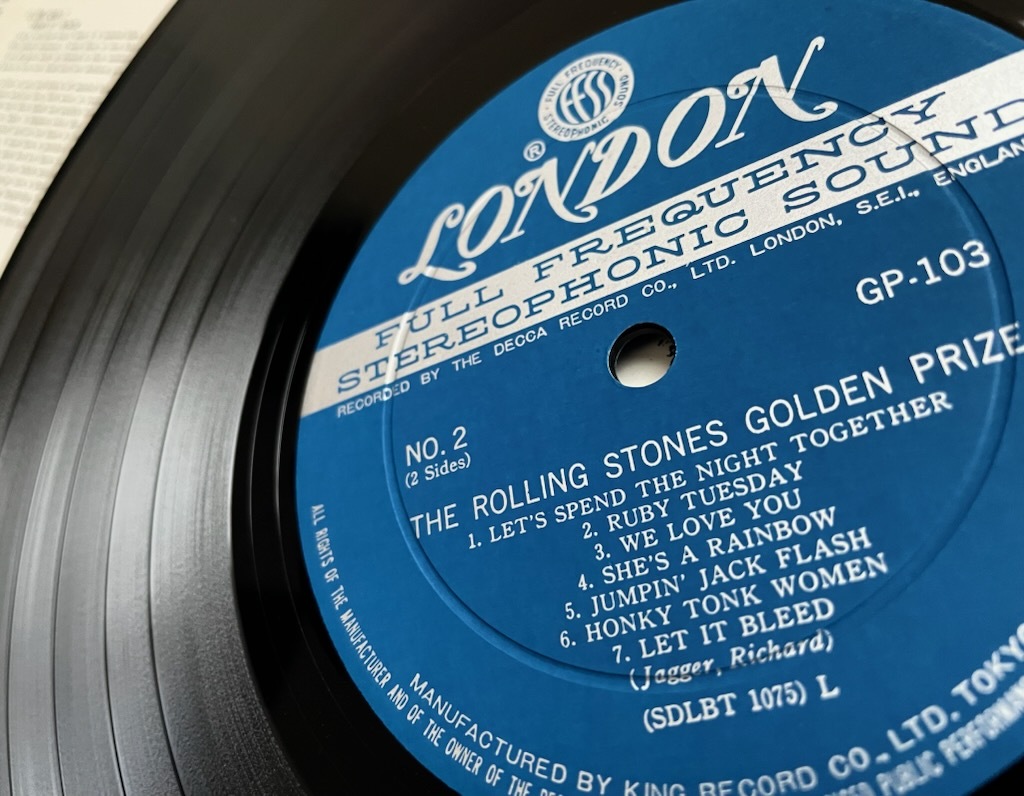 FULL FREQUENCY
STEREOPHONIC SOUND
FFSS
®
LONDON
FULL FREQUENCY
STEREOPHONIC SOUND
RECORDED BY THE DECCA RECORD CO., LTD. LONDON, S.E.I., ENGLAN
GP-103
NO. 2
(2 Sides)
THE ROLLING STONES GOLDEN PRIZE
1. LET'S SPEND THE NIGHT TOGETHER
2. RUBY TUESDAY
3. WE LOVE YOU
4. SHE'S A RAINBOW
5. JUMPIN' JACK FLASH
6. HONKY TONK WOMEN
7. LET IT BLEED
(Jagger, Richard)
(SDLBT 1075) L
MANUFACTURED BY KING RECORD CO., LTD. TOKYO
ALL RIGHTS OF THE MANUFACTURER AND OF THE OWNER OF THE
PUBLIC